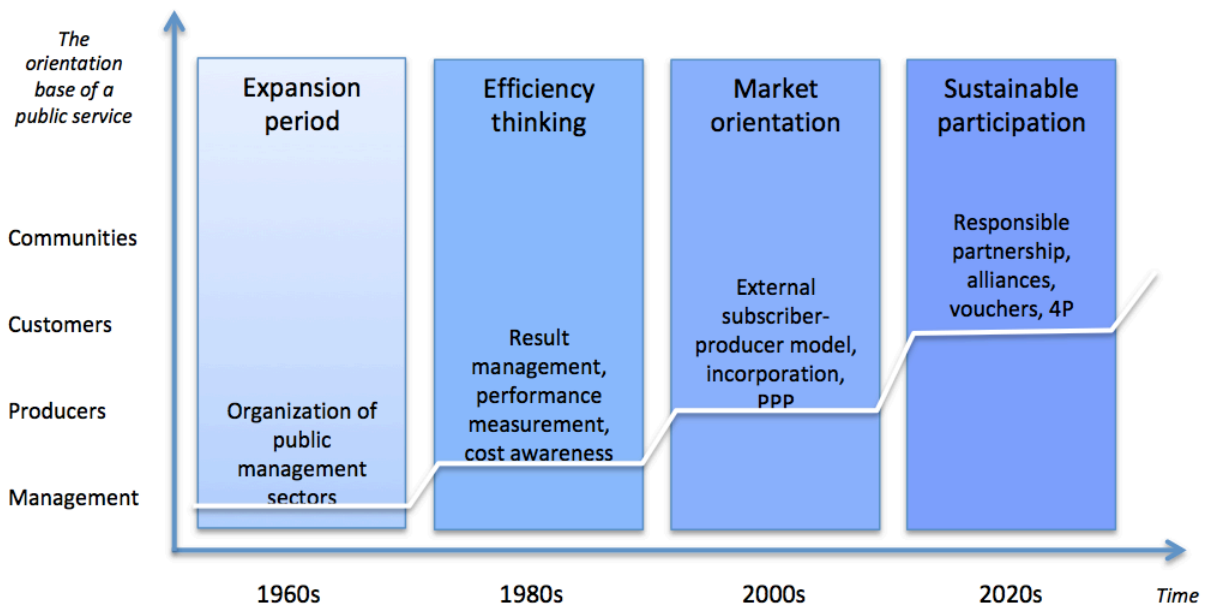 The
orientation
base of a
public service
Expansion
period
Efficiency
thinking
Market
orientation
Sustainable
participation
Communities
Customers
Producers
Management
Organization of
public
management
sectors
Result
management,
performance
measurement,
cost awareness
External
subscriber-
producer model,
incorporation,
PPP
Responsible
partnership,
alliances,
vouchers, 4P
1960s
1980s
2000s
2020s
Time